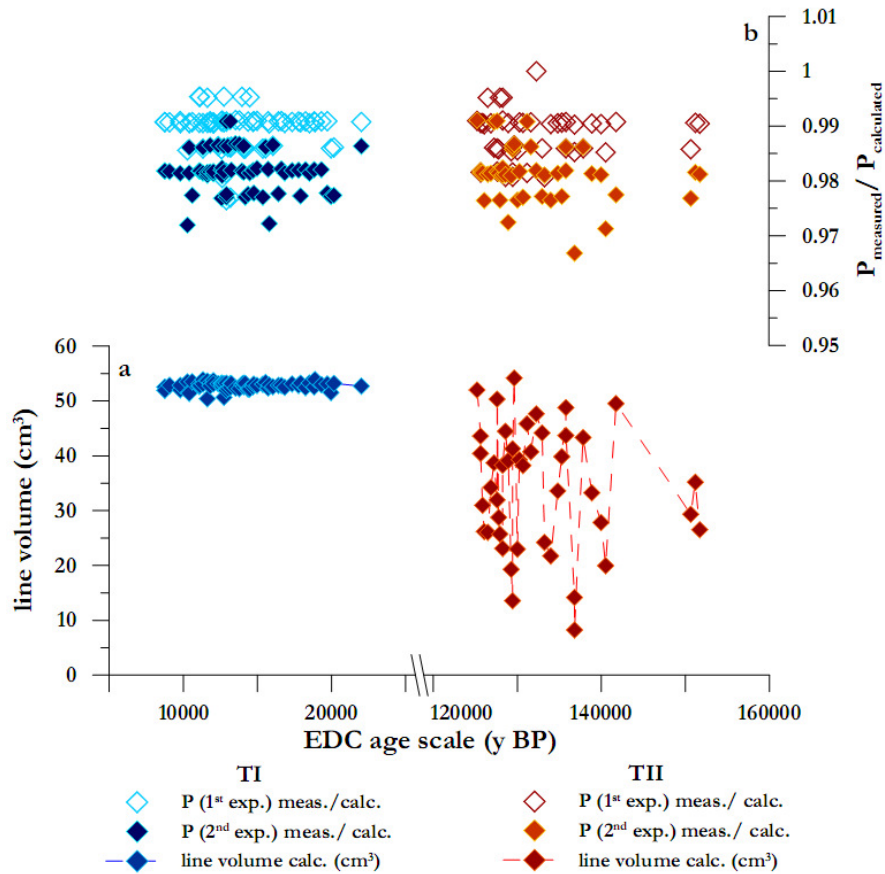 b
1.01
1
0.99
0.98
0.97
0.96
0.95
P measured / P calculated
a
60
50
40
30
20
10
0
line volume (cm³)
10000 20000 120000 140000 160000
EDC age scale (y BP)
TI TII
P (1st exp.) meas./ calc. P (1st exp.) meas./ calc.
P (2nd exp.) meas./ calc. P (2nd exp.) meas./ calc.
line volume calc. (cm³) line volume calc. (cm³)